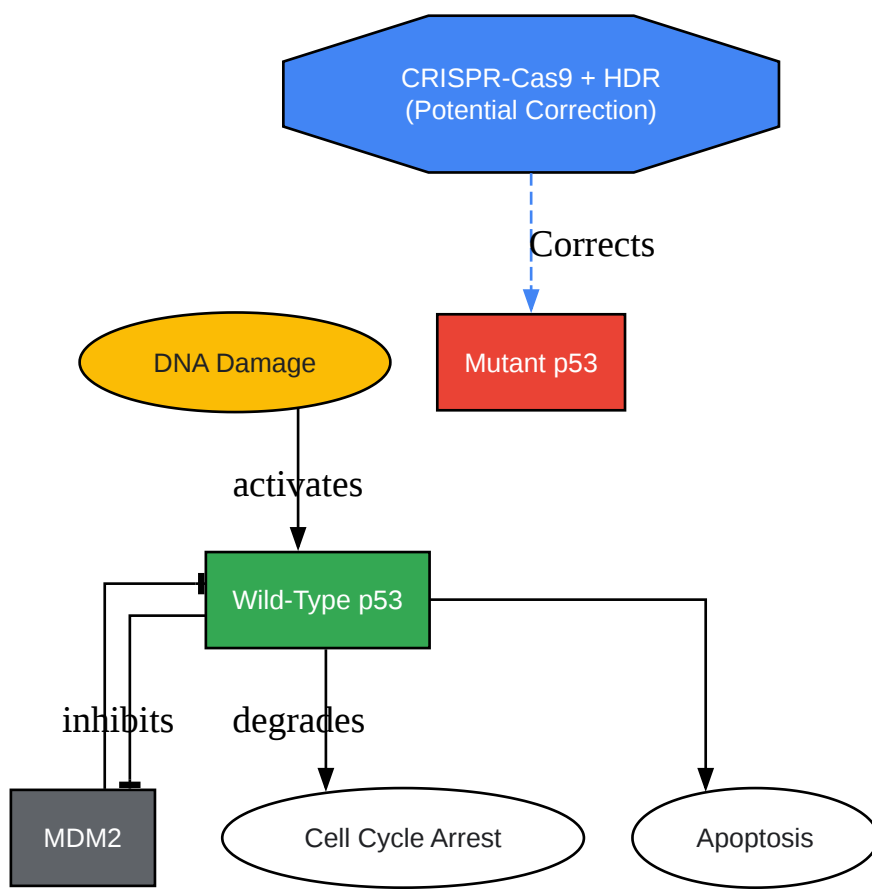 CRISPR-Cas9 + HDR
(Potential Correction)
Corrects
DNA Damage
Mutant p53
activates
Wild-Type p53
inhibits
degrades
MDM2
Cell Cycle Arrest
Apoptosis